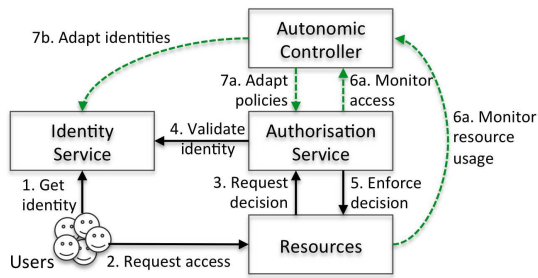 7b. Adapt identities
Autonomic
Controller
7a. Adapt
policies
6a. Monitor
access
6a. Monitor
resource
usage
Identity
Service
4. Validate
identity
Authorisation
Service
1. Get
identity
3. Request
decision
5. Enforce
decision
Users
2. Request access
Resources